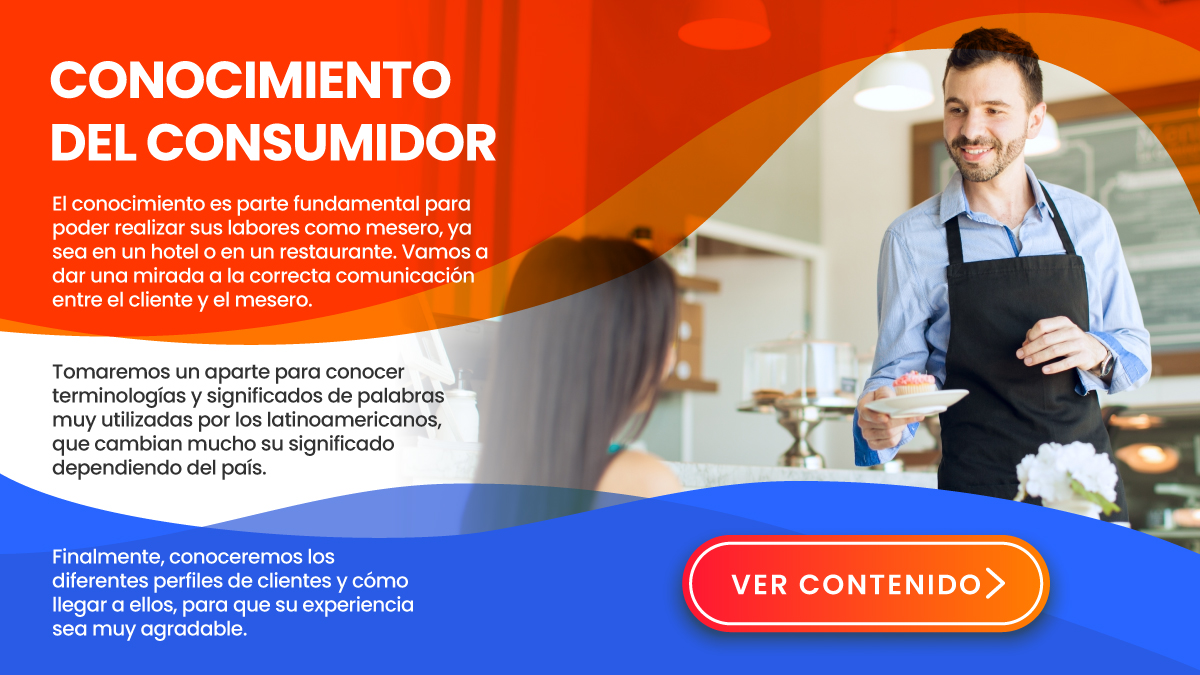 CONOCIMIENTO
DEL CONSUMIDOR
El conocimiento es parte fundamental para
poder realizar sus labores como mesero, ya
sea en un hotel o en un restaurante. Vamos a
dar una mirada a la correcta comunicación
entre el cliente y el mesero.
Tomaremos un aparte para conocer
terminologías y significados de palabras
muy utilizadas por los latinoamericanos,
que cambian mucho su significado
dependiendo del país.
Finalmente, conoceremos los
diferentes perfiles de clientes y cómo
llegar a ellos, para que su experiencia
sea muy agradable.
VER CONTENIDO